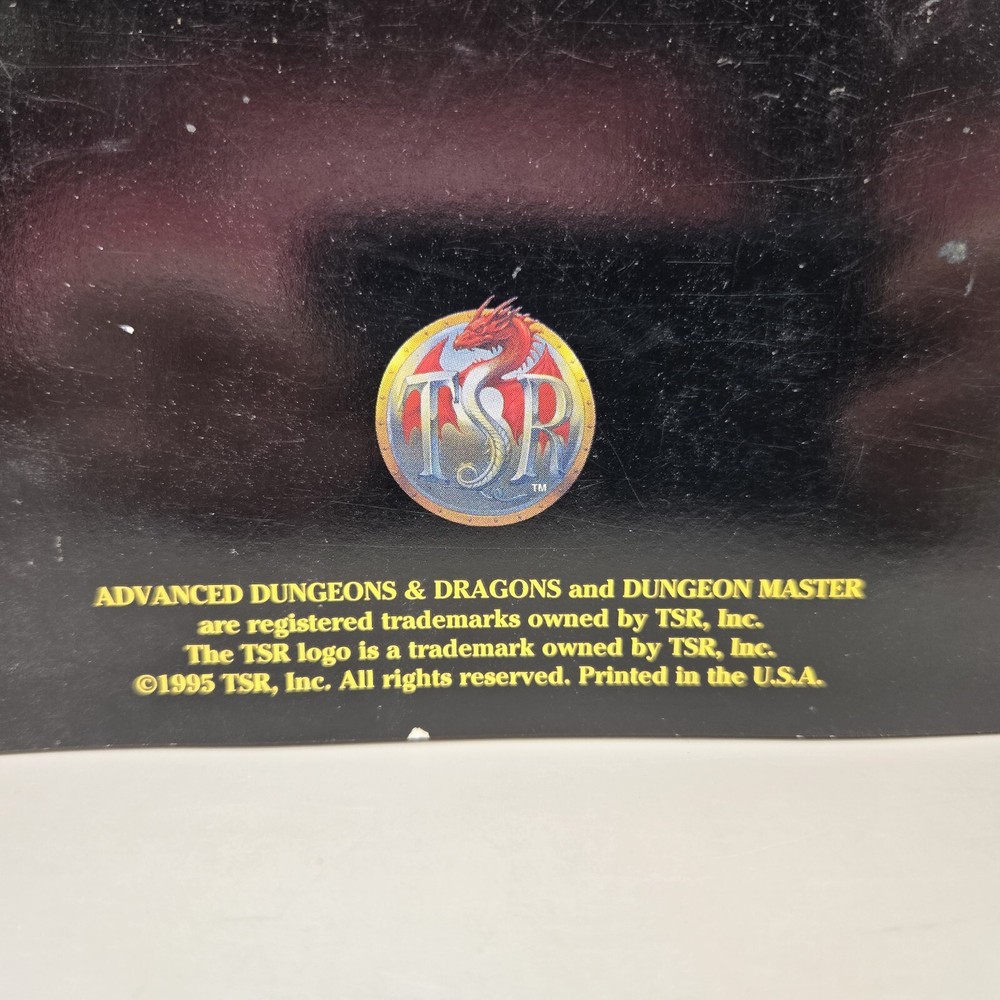 TSR
TM
ADVANCED DUNGEONS & DRAGONS and DUNGEON MASTER
are registered trademarks owned by TSR, Inc.
The TSR logo is a trademark owned by TSR, Inc.
©1995 TSR, Inc. All rights reserved. Printed in the U.S.A.